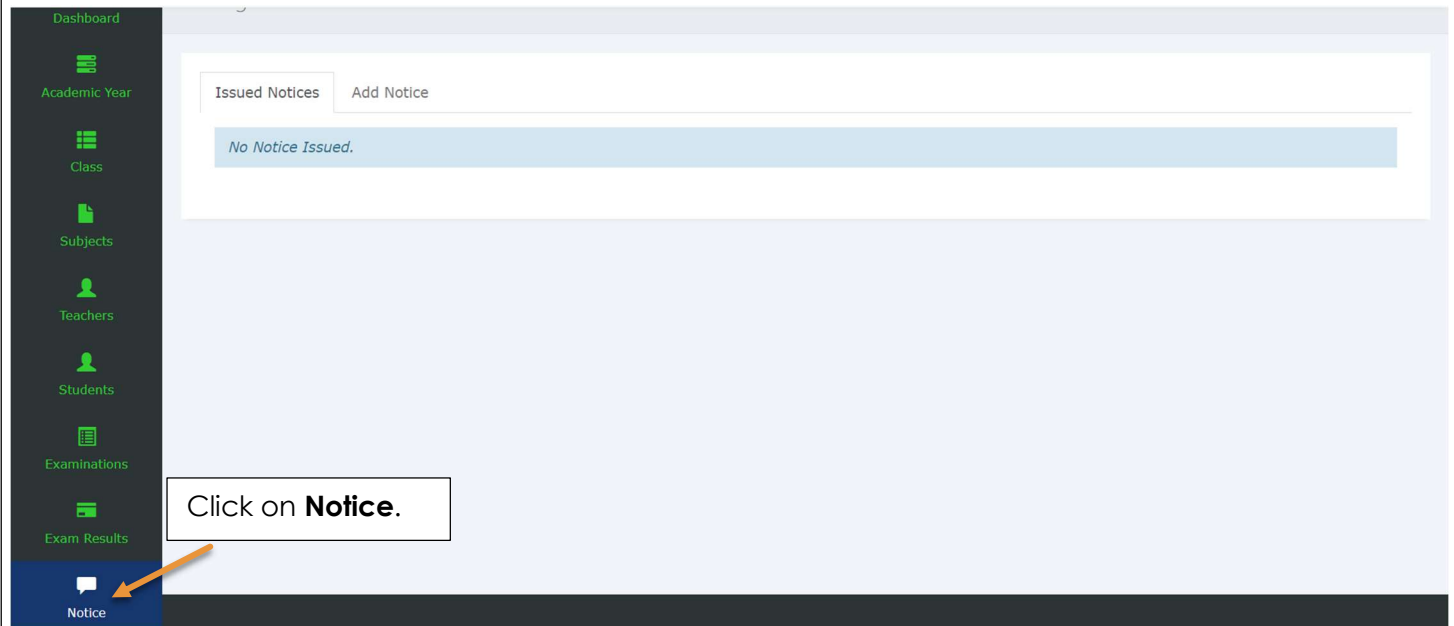 Dashboard
Academic Year
Class
Subjects
Teachers
Students
Examinations
Exam Results
Notice
Issued Notices
Add Notice
No Notice Issued.
Click on Notice.